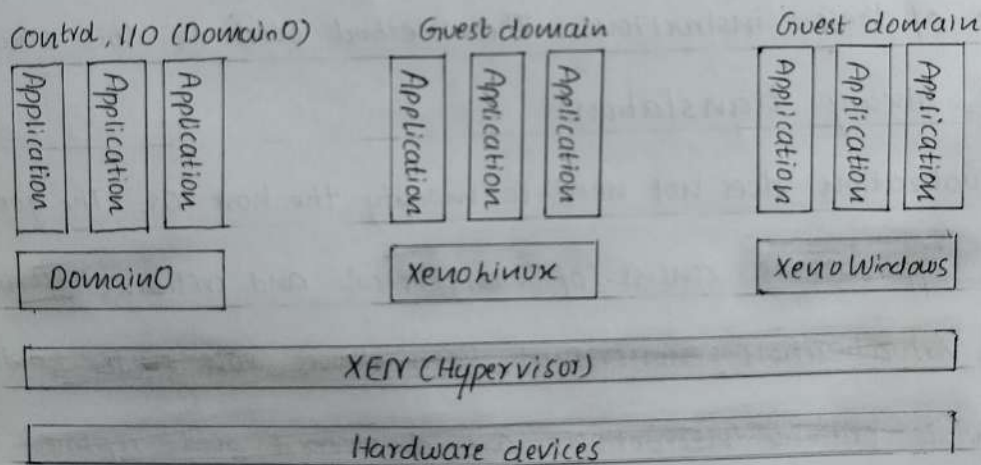 Control, I/O (Domain0)
Guest domain
Guest domain
Application
Application
Application
Application
Application
Application
Application
Application
Application
Domain0
XenoLinux
XenoWindows
XEN (Hypervisor)
Hardware devices